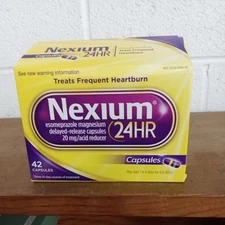 See new warning information
Treats Frequent Heartburn
Nexium®
24HR
esomeprazole magnesium
delayed-release capsules
20 mg/acid reducer
Capsules
42
CAPSULES